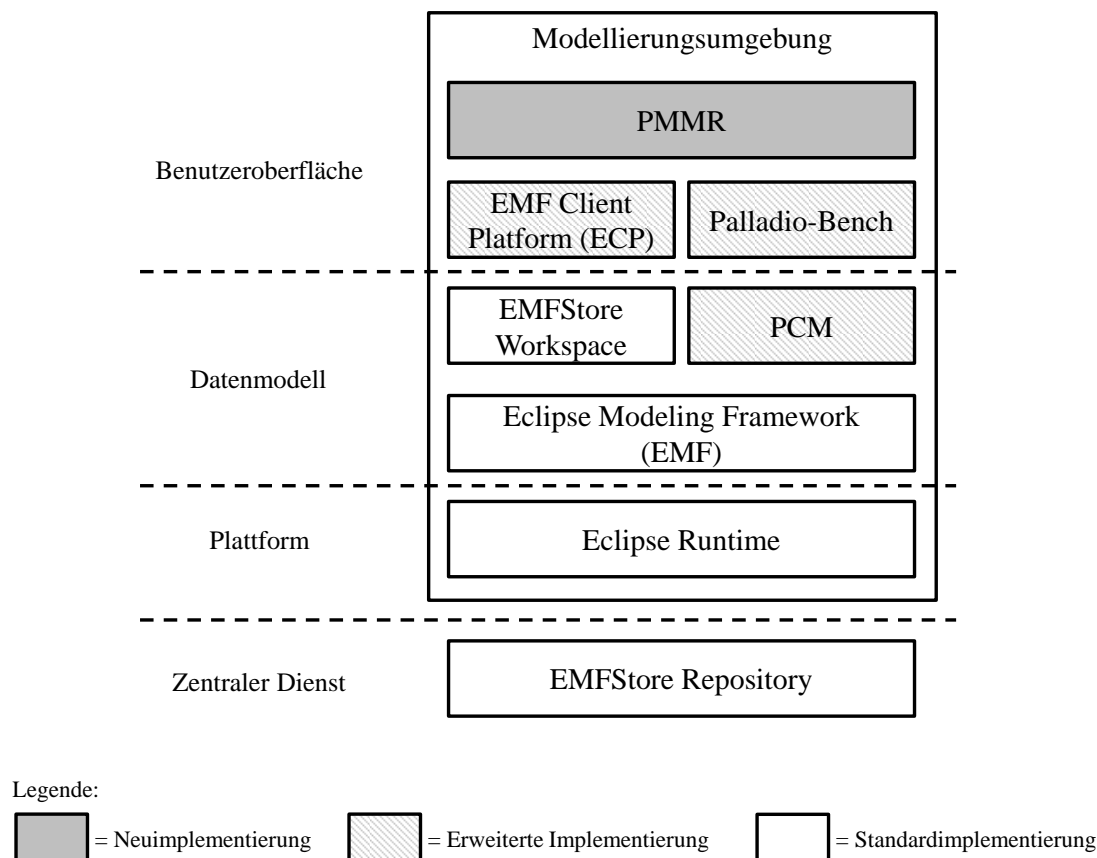 Modellierungsumgebung
PMMR
Benutzeroberfläche
EMF Client
Platform (ECP)
Palladio-Bench
EMFStore
Workspace
PCM
Datenmodell
Eclipse Modeling Framework
(EMF)
Plattform
Eclipse Runtime
Zentraler Dienst
EMFStore Repository
Legende:
= Neuimplementierung
= Erweiterte Implementierung
= Standardimplementierung